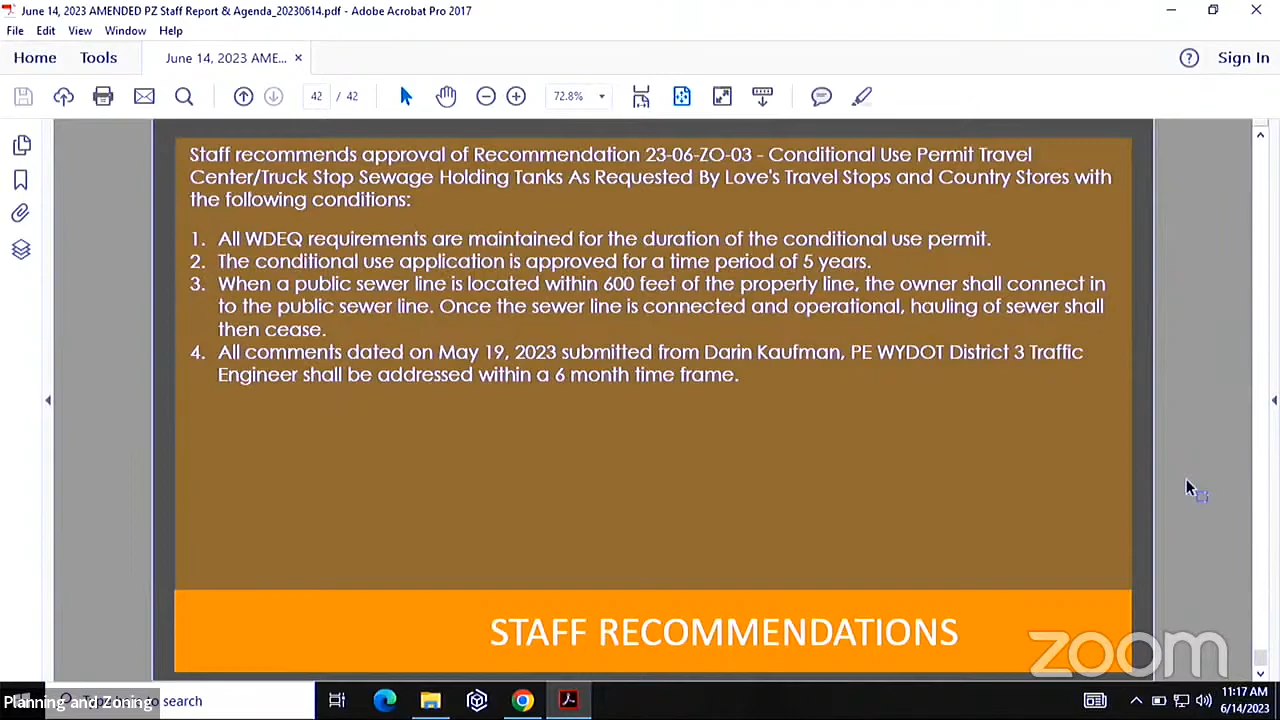 June 14, 2023 AMENDED PZ Staff Report & Agenda_20230614.pdf - Adobe Acrobat Pro 2017
File Edit View Window Help
Home Tools June 14, 2023 AME... × Sign In
42 / 42 72.8%
Staff recommends approval of Recommendation 23-06-ZO-03 - Conditional Use Permit Travel
Center/Truck Stop Sewage Holding Tanks As Requested By Love's Travel Stops and Country Stores with
the following conditions:
1. All WDEQ requirements are maintained for the duration of the conditional use permit.
2. The conditional use application is approved for a time period of 5 years.
3. When a public sewer line is located within 600 feet of the property line, the owner shall connect in
to the public sewer line. Once the sewer line is connected and operational, hauling of sewer shall
then cease.
4. All comments dated on May 19, 2023 submitted from Darin Kaufman, PE WYDOT District 3 Traffic
Engineer shall be addressed within a 6 month time frame.
STAFF RECOMMENDATIONS
zoom
Planning and Zoning
to search
11:17 AM
6/14/2023